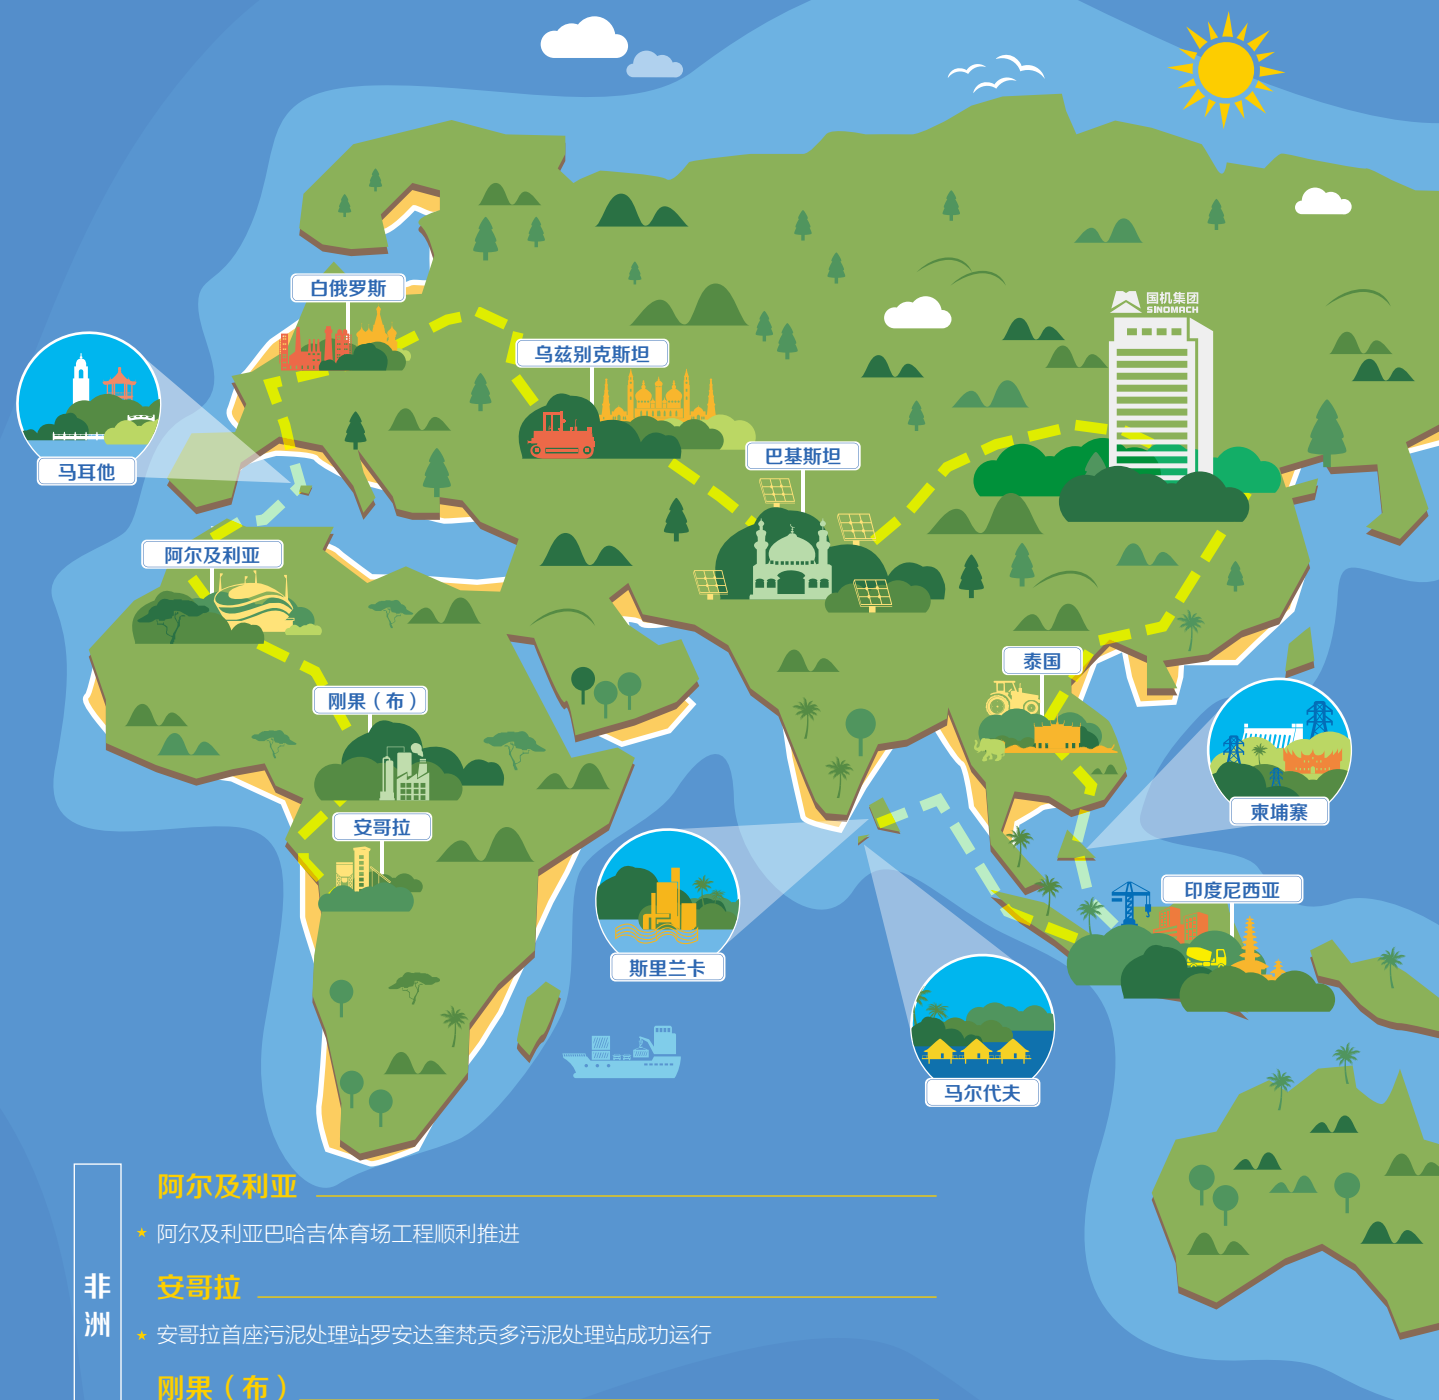 国机集团
SINOMACH
白俄罗斯
乌兹别克斯坦
巴基斯坦
马耳他
阿尔及利亚
泰国
刚果（布）
柬埔寨
安哥拉
印度尼西亚
斯里兰卡
马尔代夫
非洲
阿尔及利亚
★ 阿尔及利亚巴哈吉体育场工程顺利推进
安哥拉
★ 安哥拉首座污泥处理站罗安达奎梵贡多污泥处理站成功运行
刚果（布）